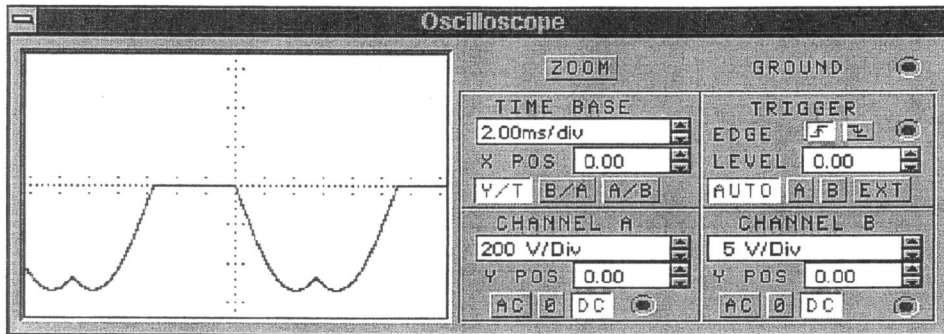 Oscilloscope
ZOOM GROUND
TIME BASE
2.00ms/div
X POS 0.00
Y/T B/A A/B
TRIGGER
EDGE
LEVEL 0.00
AUTO A B EXT
CHANNEL A
200 V/Div
Y POS 0.00
AC 0 DC
CHANNEL B
5 V/Div
Y POS 0.00
AC 0 DC